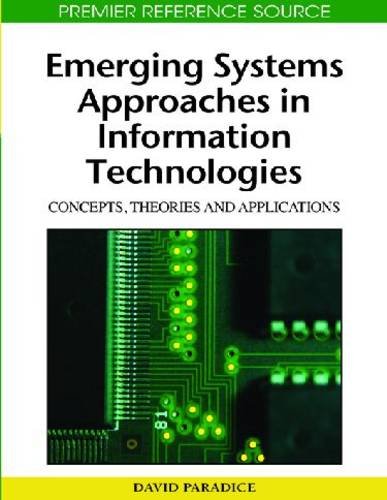 PREMIER REFERENCE SOURCE
Emerging Systems
Approaches in
Information
Technologies
CONCEPTS, THEORIES AND APPLICATIONS
81
DAVID PARADICE